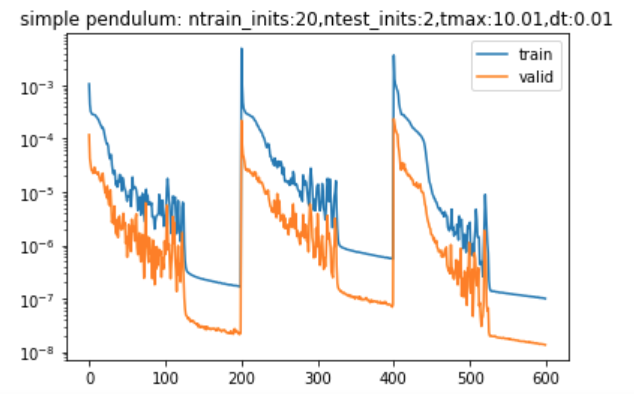 simple pendulum: ntrain_inits:20,ntest_inits:2,tmax:10.01,dt:0.01
train
valid
10⁻³
10⁻⁴
10⁻⁵
10⁻⁶
10⁻⁷
10⁻⁸
0 100 200 300 400 500 600